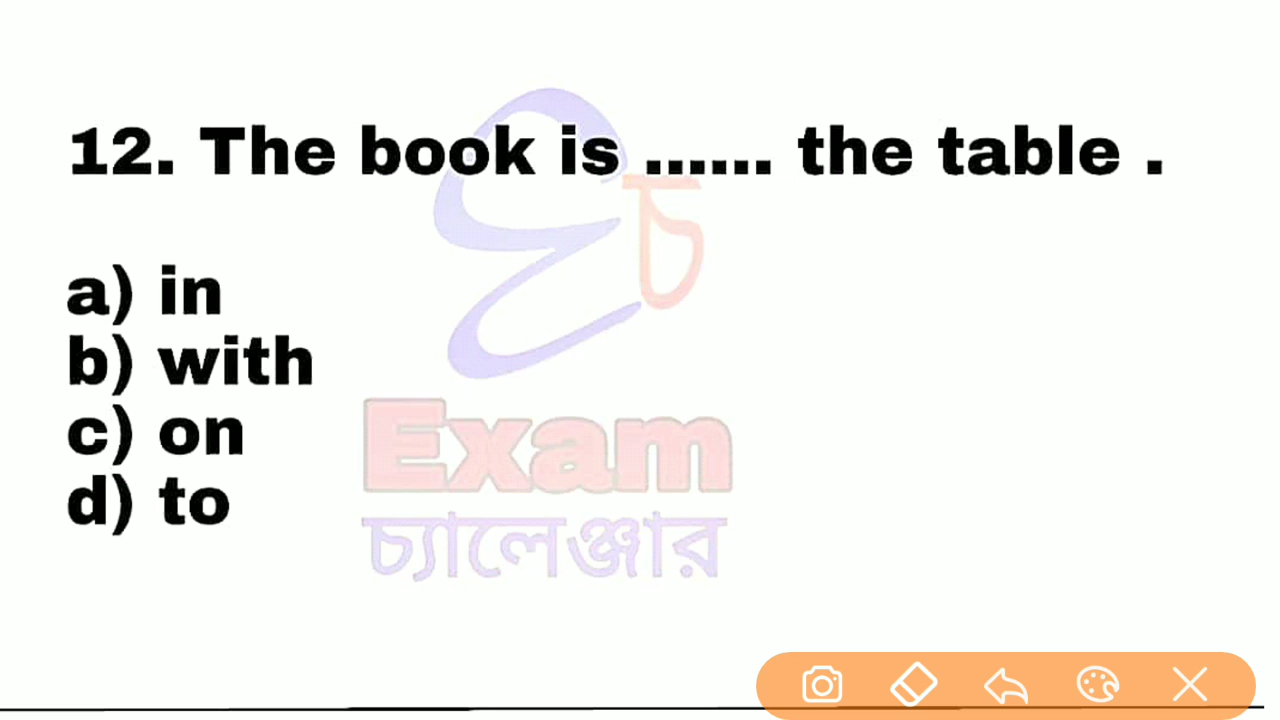 12. The book is ...... the table .
a) in
b) with
c) on
d) to
চ
Exam
চ্যালেঞ্জার